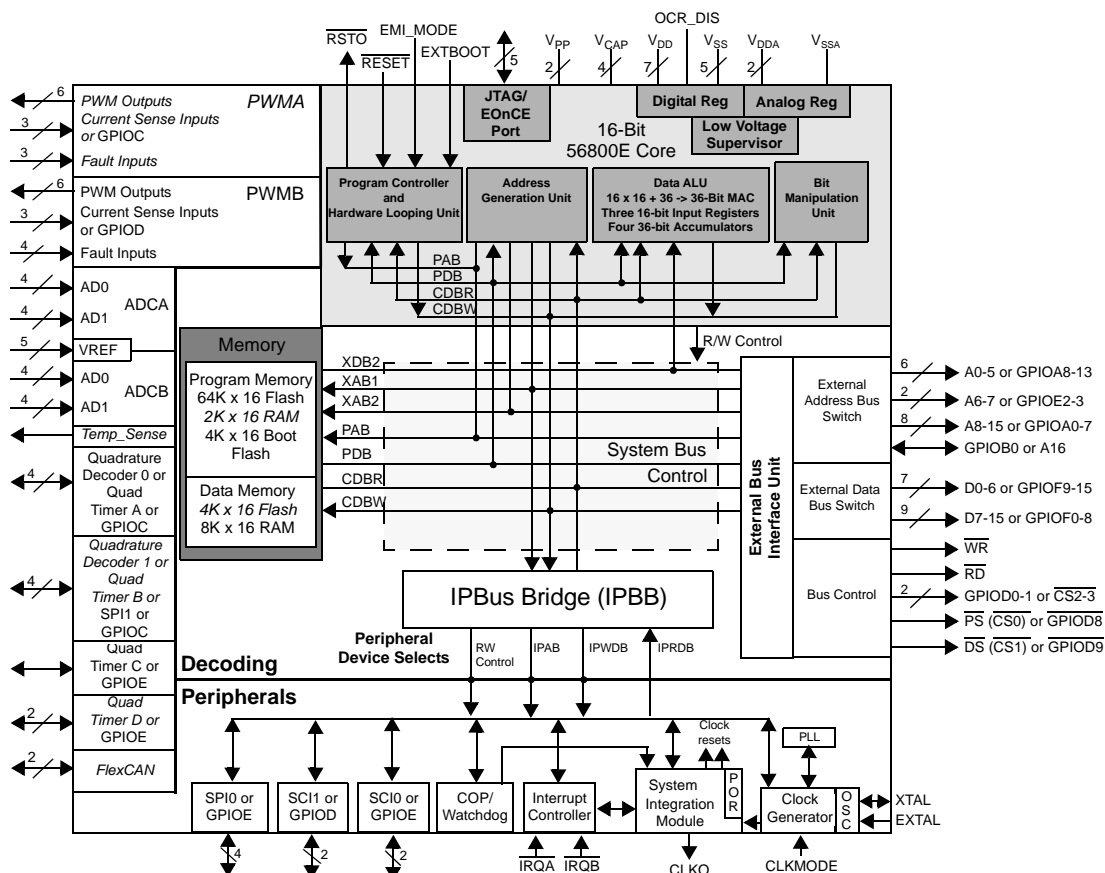 OCR_DIS
EMI_MODE
RSTO
RESET
EXTBOOT
5
VPP
2
VCAP
4
VDD
7
VSS
5
VDDA
2
VSSA
JTAG/
EOnCE
Port
Digital Reg
Analog Reg
Low Voltage
Supervisor
16-Bit
56800E Core
Program Controller
and
Hardware Looping Unit
Address
Generation Unit
Data ALU
16 x 16 + 36 -> 36-Bit MAC
Three 16-bit Input Registers
Four 36-bit Accumulators
Bit
Manipulation
Unit
PAB
PDB
CDBR
CDBW
R/W Control
6
PWM Outputs
PWMA
3
Current Sense Inputs
or GPIOC
3
Fault Inputs
6
PWM Outputs
PWMB
3
Current Sense Inputs
or GPIOD
4
Fault Inputs
4
AD0
ADCA
4
AD1
5
VREF
4
AD0
ADCB
4
AD1
Temp_Sense
4
Quadrature
Decoder 0 or
Quad
Timer A or
GPIOC
4
Quadrature
Decoder 1 or
Quad
Timer B or
SPI1 or
GPIOC
Quad
Timer C or
GPIOE
2
Quad
Timer D or
GPIOE
2
FlexCAN
Memory
Program Memory
64K x 16 Flash
2K x 16 RAM
4K x 16 Boot
Flash
Data Memory
4K x 16 Flash
8K x 16 RAM
XDB2
XAB1
XAB2
PAB
PDB
CDBR
CDBW
System Bus
Control
External Bus
Interface Unit
External
Address Bus
Switch
External Data
Bus Switch
Bus Control
6
A0-5 or GPIOA8-13
2
A6-7 or GPIOE2-3
8
A8-15 or GPIOA0-7
GPIOB0 or A16
7
D0-6 or GPIOF9-15
9
D7-15 or GPIOF0-8
WR
RD
2
GPIOD0-1 or CS2-3
PS (CS0) or GPIOD8
DS (CS1) or GPIOD9
IPBus Bridge (IPBB)
Peripheral
Device Selects
RW
Control
IPAB
IPWDB
IPRDB
Decoding
Peripherals
Clock
resets
PLL
SPI0 or
GPIOE
SCI1 or
GPIOD
SCI0 or
GPIOE
COP/
Watchdog
Interrupt
Controller
System
Integration
Module
POR
Clock
Generator
OSC
XTAL
EXTAL
4
2
2
IRQA
IRQB
CLKO
CLKMODE